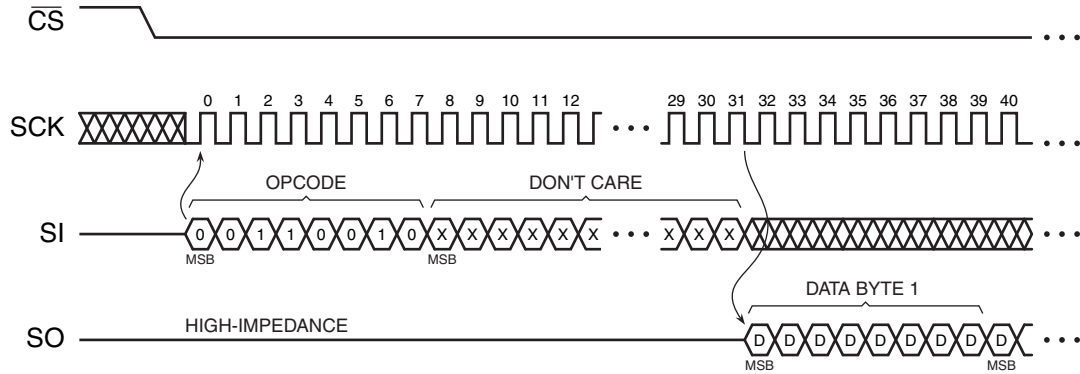 CS
SCK
0 1 2 3 4 5 6 7 8 9 10 11 12 29 30 31 32 33 34 35 36 37 38 39 40
OPCODE DON'T CARE
SI
0 0 1 1 0 0 1 0 X X X X X X X X X
MSB MSB
DATA BYTE 1
SO
HIGH-IMPEDANCE
D D D D D D D D D
MSB MSB